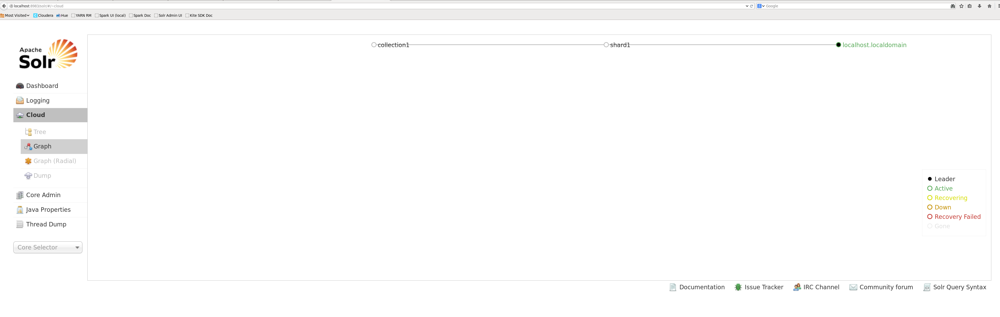 localhost:8983/solr/#/~cloud
Google
Most Visited Cloudera Hue YARN RM Spark UI (local) Spark Doc Solr Admin UI Kite SDK Doc
Apache
Solr
collection1 shard1 localhost.localdomain
Dashboard
Logging
Cloud
Tree
Graph
Graph (Radial)
Dump
Core Admin
Java Properties
Thread Dump
Core Selector
Leader
Active
Recovering
Down
Recovery Failed
Gone
Documentation Issue Tracker IRC Channel Community forum Solr Query Syntax